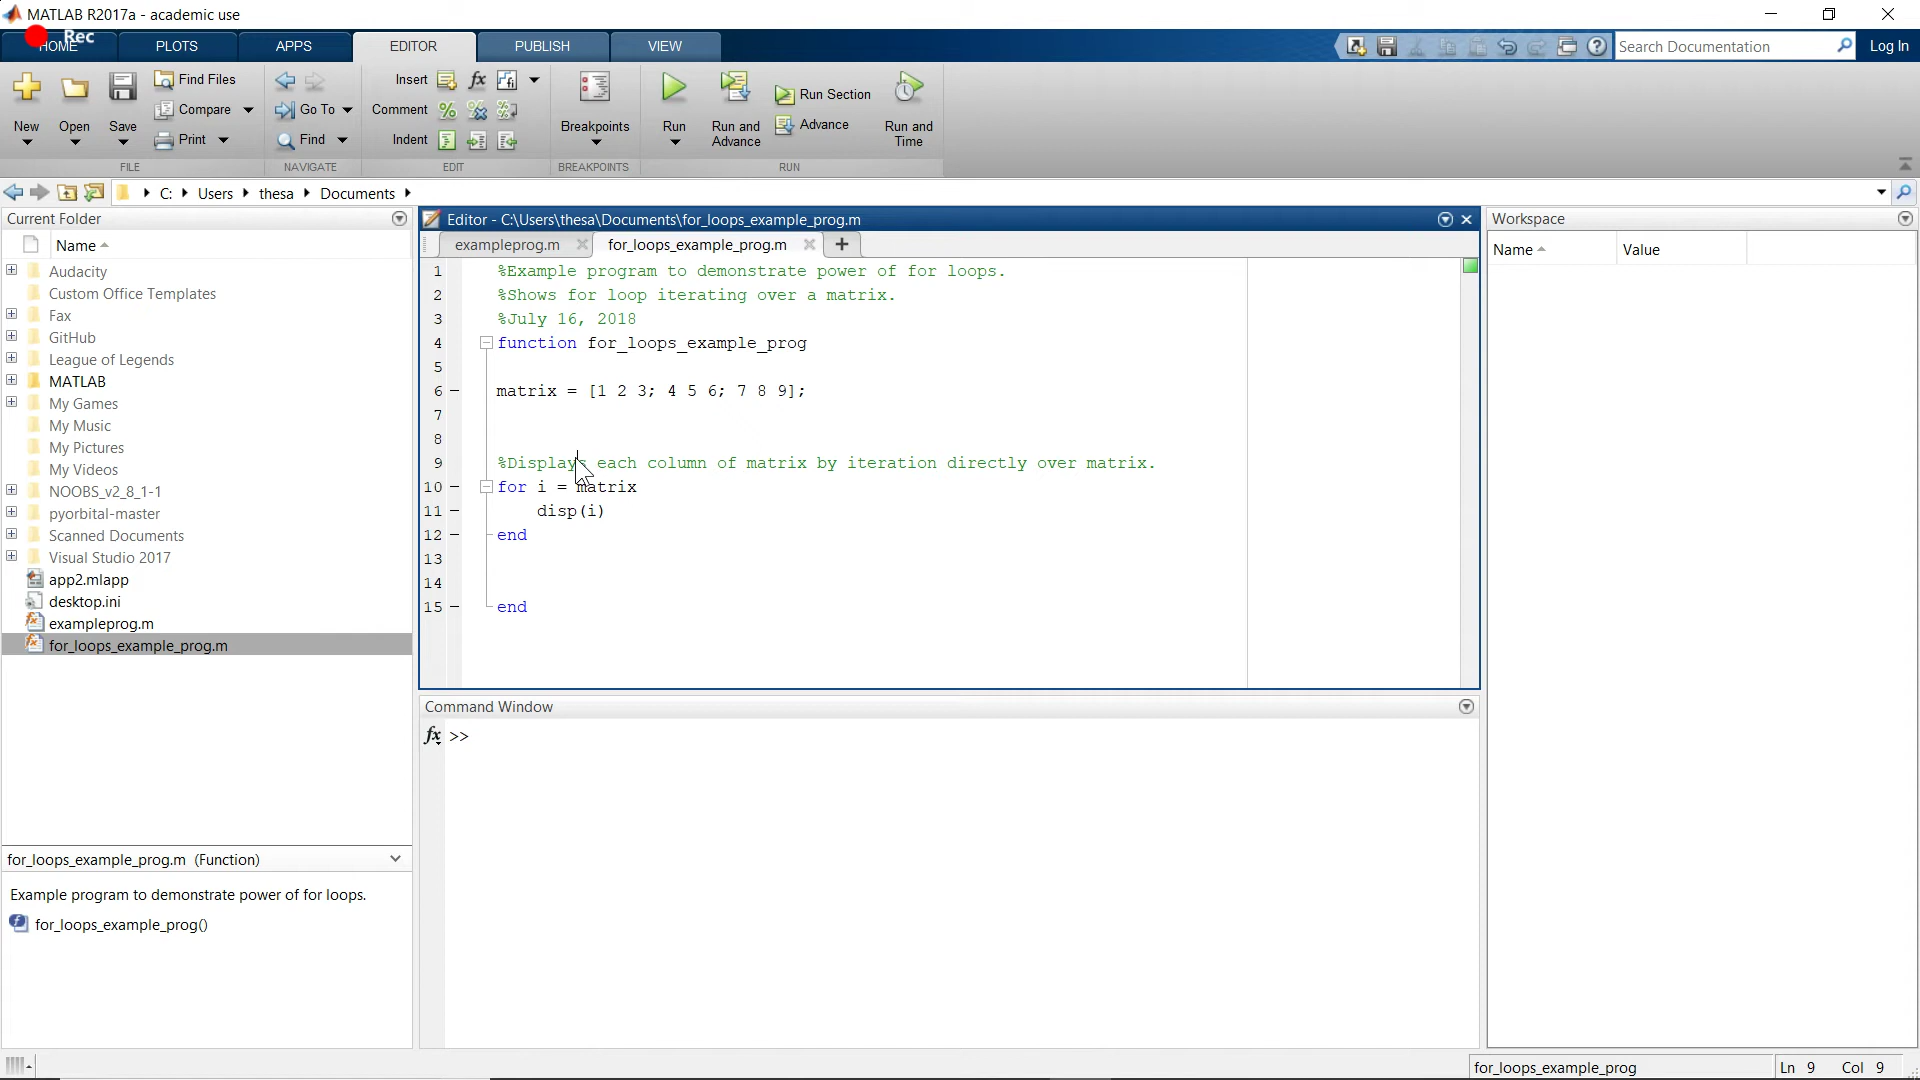 MATLAB R2017a - academic use
Rec
HOME
PLOTS
APPS
EDITOR
PUBLISH
VIEW
Search Documentation
Log In
New
Open
Save
Find Files
Compare
Print
Go To
Find
Insert
Comment
Indent
Breakpoints
Run
Run and Advance
Run Section
Advance
Run and Time
FILE
NAVIGATE
EDIT
BREAKPOINTS
RUN
C: Users thesa Documents
Current Folder
Name
Audacity
Custom Office Templates
Fax
GitHub
League of Legends
MATLAB
My Games
My Music
My Pictures
My Videos
NOOBS_v2_8_1-1
pyorbital-master
Scanned Documents
Visual Studio 2017
app2.mlapp
desktop.ini
exampleprog.m
for_loops_example_prog.m
for_loops_example_prog.m (Function)
Example program to demonstrate power of for loops.
for_loops_example_prog()
Editor - C:\Users\thesa\Documents\for_loops_example_prog.m
exampleprog.m
for_loops_example_prog.m
1 %Example program to demonstrate power of for loops.
2 %Shows for loop iterating over a matrix.
3 %July 16, 2018
4 function for_loops_example_prog
5
6 matrix = [1 2 3; 4 5 6; 7 8 9];
7
8
9 %Displays each column of matrix by iteration directly over matrix.
10 for i = matrix
11 disp(i)
12 end
13
14
15 end
Command Window
fx >>
Workspace
Name
Value
for_loops_example_prog
Ln 9 Col 9